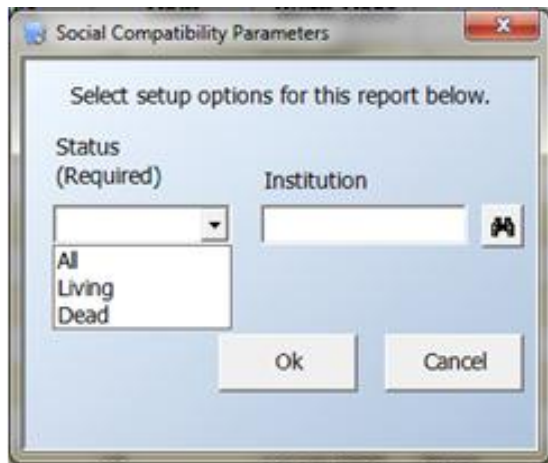 Social Compatibility Parameters
Select setup options for this report below.
Status
(Required)
Institution
All
Living
Dead
Ok
Cancel